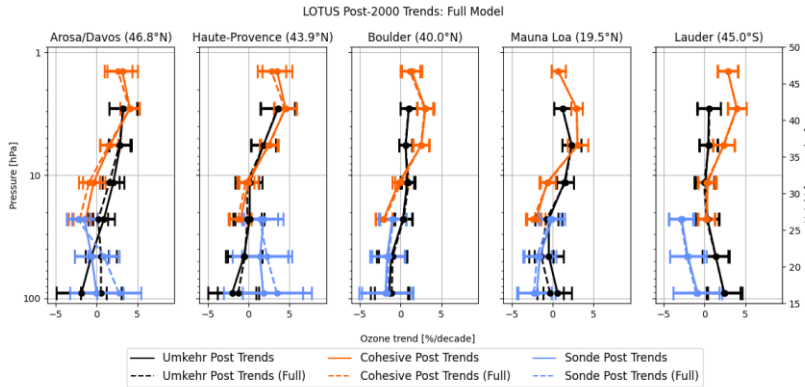 LOTUS Post-2000 Trends: Full Model
Arosa/Davos (46.8°N)
Haute-Provence (43.9°N)
Boulder (40.0°N)
Mauna Loa (19.5°N)
Lauder (45.0°S)
Pressure [hPa]
1
10
100
50
45
40
35
30
25
20
15
−5 0 5
−5 0 5
−5 0 5
−5 0 5
−5 0 5
Ozone trend [%/decade]
Umkehr Post Trends
Umkehr Post Trends (Full)
Cohesive Post Trends
Cohesive Post Trends (Full)
Sonde Post Trends
Sonde Post Trends (Full)